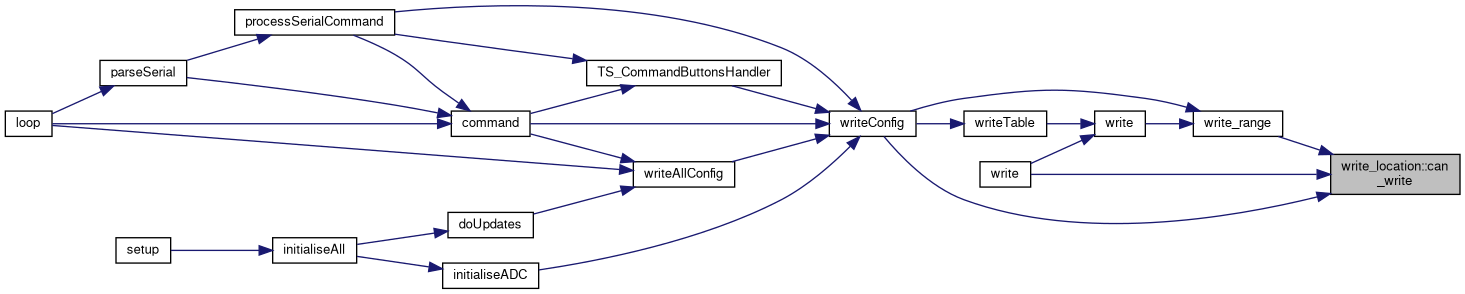 processSerialCommand
parseSerial
TS_CommandButtonsHandler
loop
command
writeConfig
writeTable
write
write_range
write
writeAllConfig
write_location::can
_write
doUpdates
setup
initialiseAll
initialiseADC